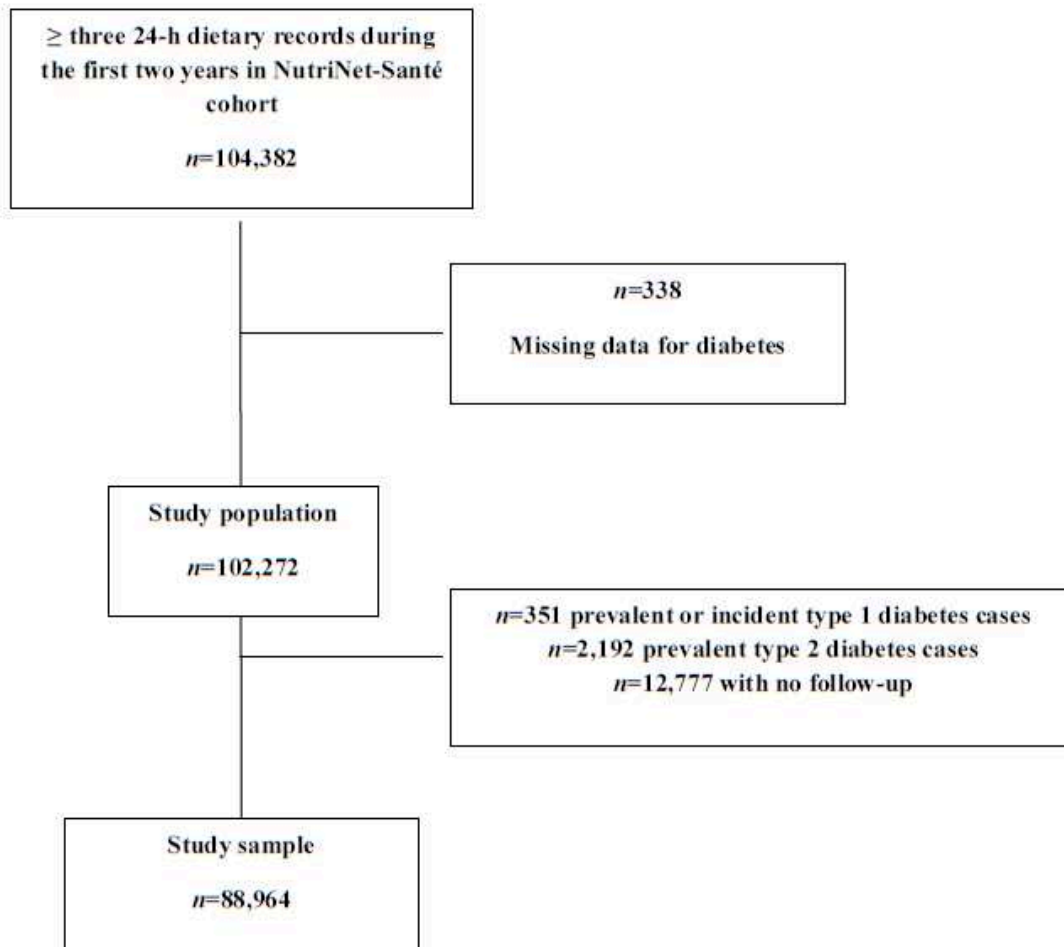 ≥ three 24-h dietary records during
the first two years in NutriNet-Santé
cohort
n=104,382
n=338
Missing data for diabetes
Study population
n=102,272
n=351 prevalent or incident type 1 diabetes cases
n=2,192 prevalent type 2 diabetes cases
n=12,777 with no follow-up
Study sample
n=88,964